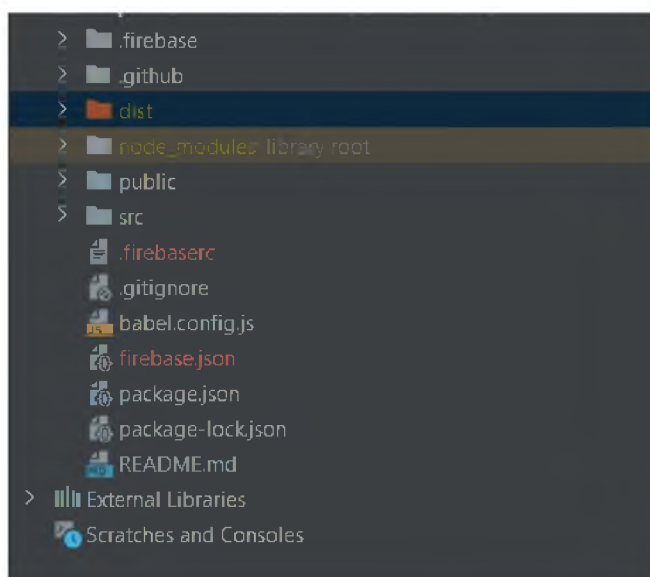 .firebase
.github
dist
node_modules library root
public
src
.firebaserc
.gitignore
babel.config.js
firebase.json
package.json
package-lock.json
README.md
External Libraries
Scratches and Consoles